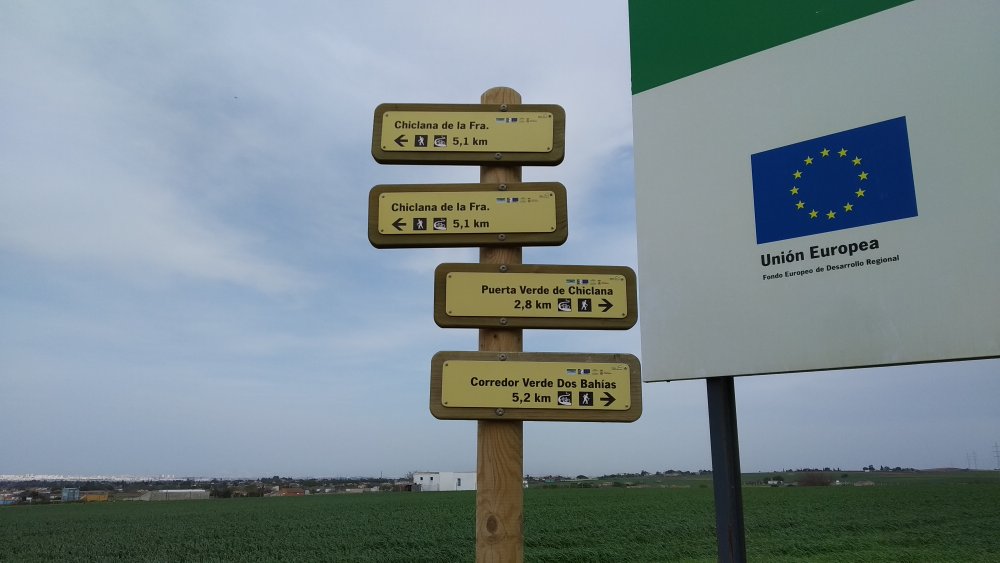 Chiclana de la Fra.
5,1 km
Chiclana de la Fra.
5,1 km
Puerta Verde de Chiclana
2,8 km
Corredor Verde Dos Bahías
5,2 km
Unión Europea
Fondo Europeo de Desarrollo Regional